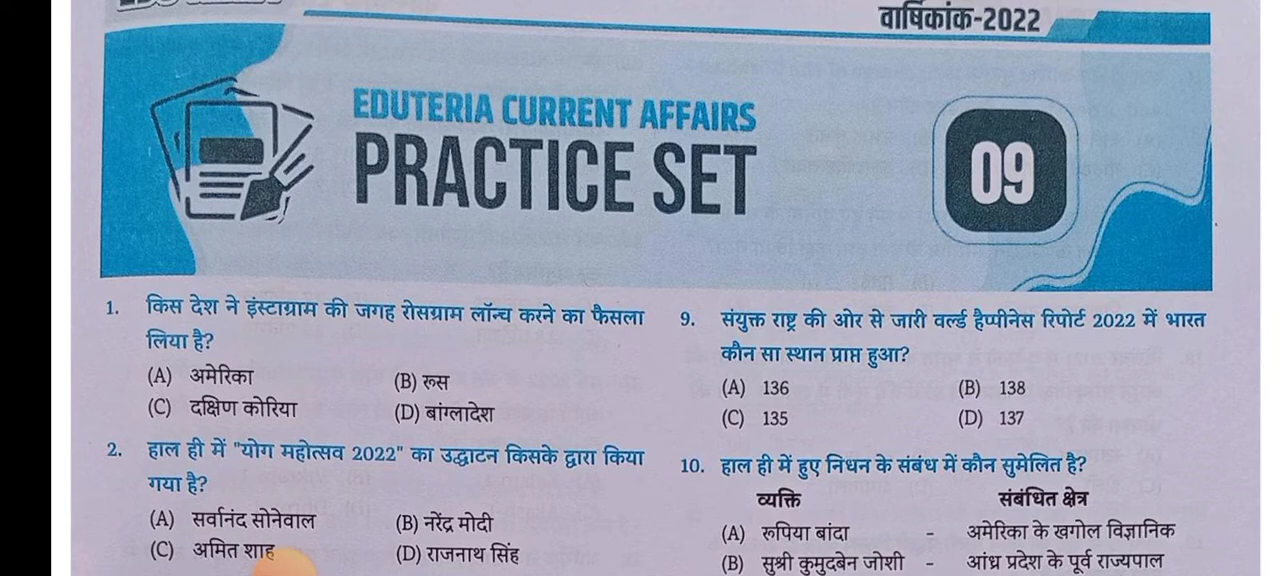 वार्षिकांक-2022
EDUTERIA CURRENT AFFAIRS
PRACTICE SET
09
1. किस देश ने इंस्टाग्राम की जगह रोसग्राम लॉन्च करने का फैसला
लिया है?
(A) अमेरिका (B) रूस
(C) दक्षिण कोरिया (D) बांग्लादेश
2. हाल ही में "योग महोत्सव 2022" का उद्घाटन किसके द्वारा किया
गया है?
(A) सर्वानंद सोनेवाल (B) नरेंद्र मोदी
(C) अमित शाह (D) राजनाथ सिंह
9. संयुक्त राष्ट्र की ओर से जारी वर्ल्ड हैप्पीनेस रिपोर्ट 2022 में भारत
कौन सा स्थान प्राप्त हुआ?
(A) 136 (B) 138
(C) 135 (D) 137
10. हाल ही में हुए निधन के संबंध में कौन सुमेलित है?
व्यक्ति संबंधित क्षेत्र
(A) रूपिया बांदा - अमेरिका के खगोल विज्ञानिक
(B) सुश्री कुमुदबेन जोशी - आंध्र प्रदेश के पूर्व राज्यपाल